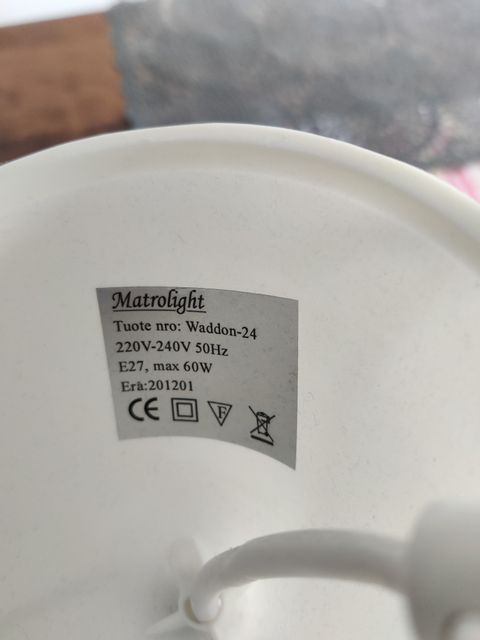 Matrolight
Tuote nro: Waddon-24
220V-240V 50Hz
E27, max 60W
Erä:201201
CE F